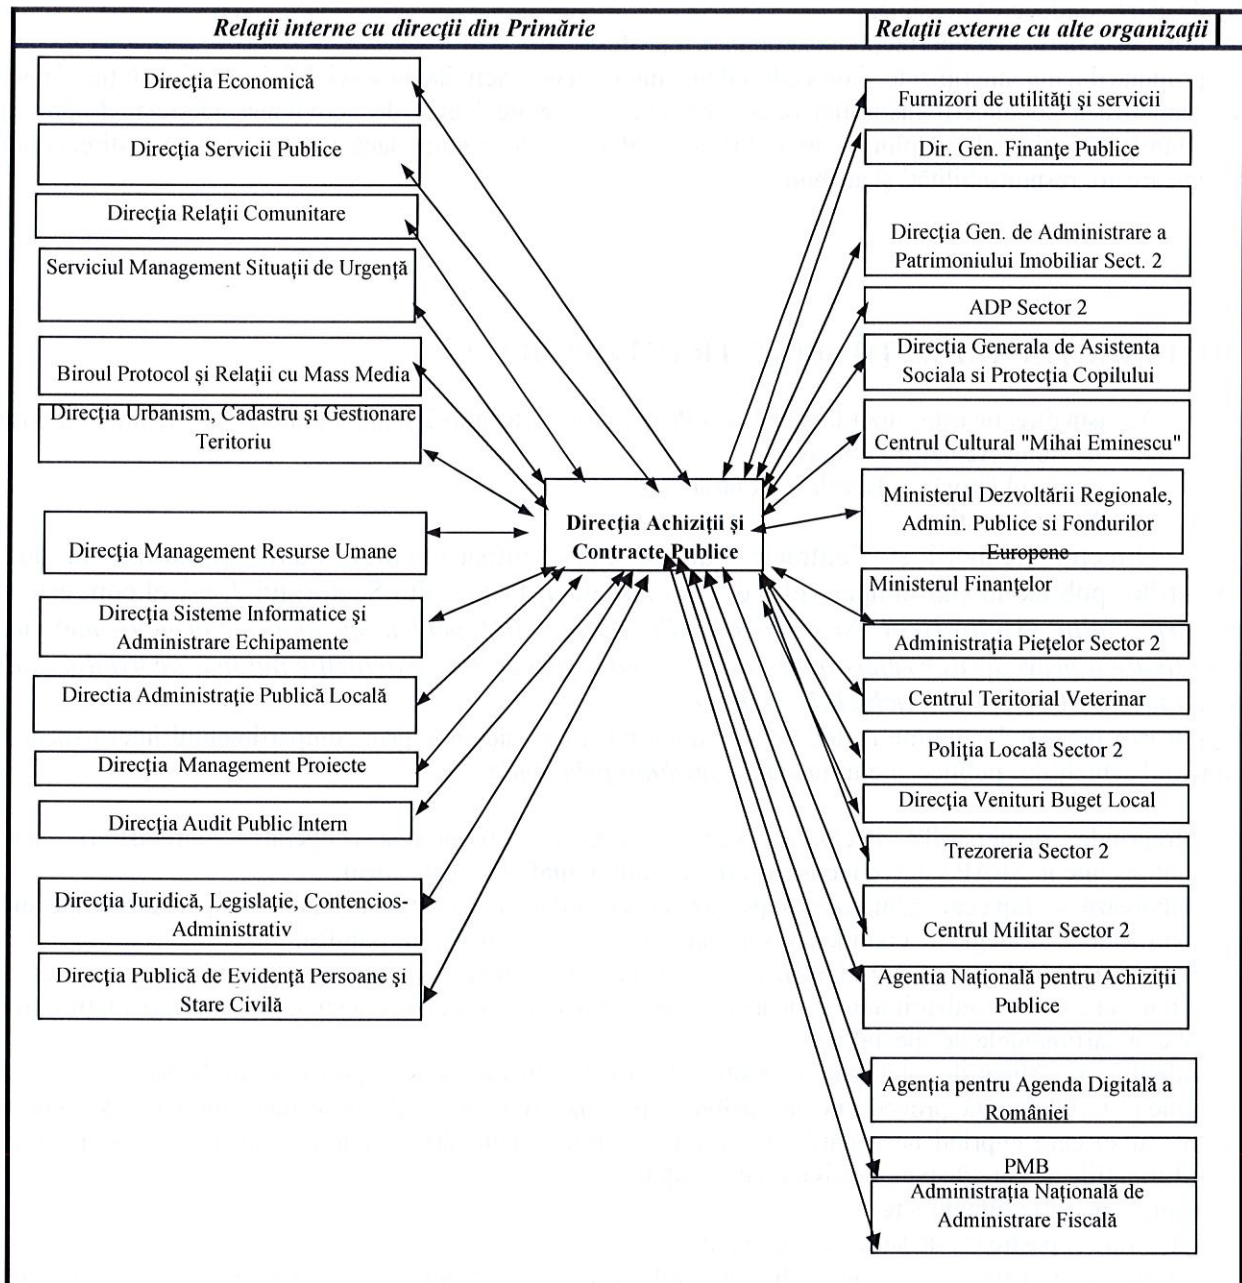 Relații interne cu direcții din Primărie
Relații externe cu alte organizații
Direcția Economică
Direcția Servicii Publice
Direcția Relații Comunitare
Serviciul Management Situații de Urgență
Biroul Protocol și Relații cu Mass Media
Direcția Urbanism, Cadastru și Gestionare
Teritoriu
Direcția Management Resurse Umane
Direcția Sisteme Informatice și
Administrare Echipamente
Directia Administrație Publică Locală
Direcția Management Proiecte
Direcția Audit Public Intern
Direcția Juridică, Legislație, Contencios-
Administrativ
Direcția Publică de Evidență Persoane și
Stare Civilă
Direcția Achiziții și
Contracte Publice
Furnizori de utilități și servicii
Dir. Gen. Finanțe Publice
Direcția Gen. de Administrare a
Patrimoniului Imobiliar Sect. 2
ADP Sector 2
Direcția Generala de Asistenta
Sociala si Protecția Copilului
Centrul Cultural "Mihai Eminescu"
Ministerul Dezvoltării Regionale,
Admin. Publice si Fondurilor
Europene
Ministerul Finanțelor
Administrația Piețelor Sector 2
Centrul Teritorial Veterinar
Poliția Locală Sector 2
Direcția Venituri Buget Local
Trezoreria Sector 2
Centrul Militar Sector 2
Agentia Națională pentru Achiziții
Publice
Agenția pentru Agenda Digitală a
României
PMB
Administrația Națională de
Administrare Fiscală